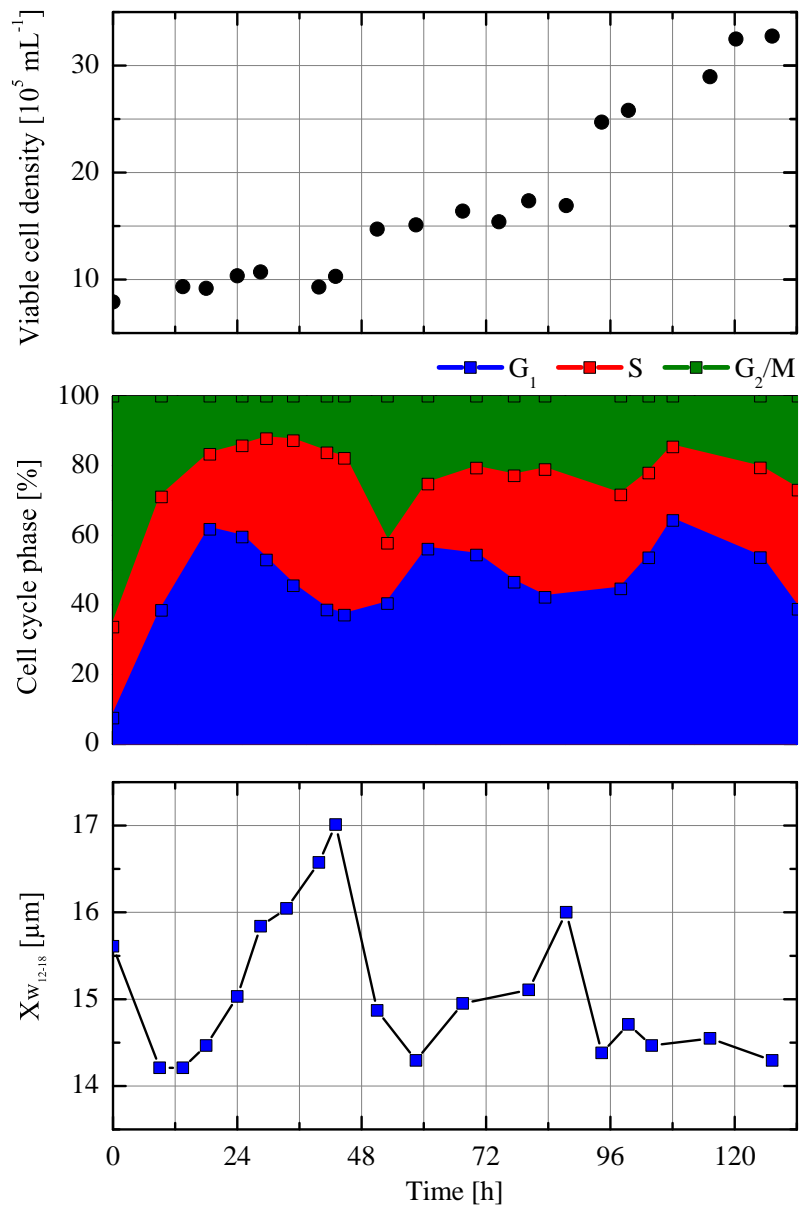 Viable cell density [10⁵ mL⁻¹]
30
20
10
G₁ S G₂/M
Cell cycle phase [%]
100
80
60
40
20
0
Xw₁₂₋₁₈ [µm]
17
16
15
14
0 24 48 72 96 120
Time [h]